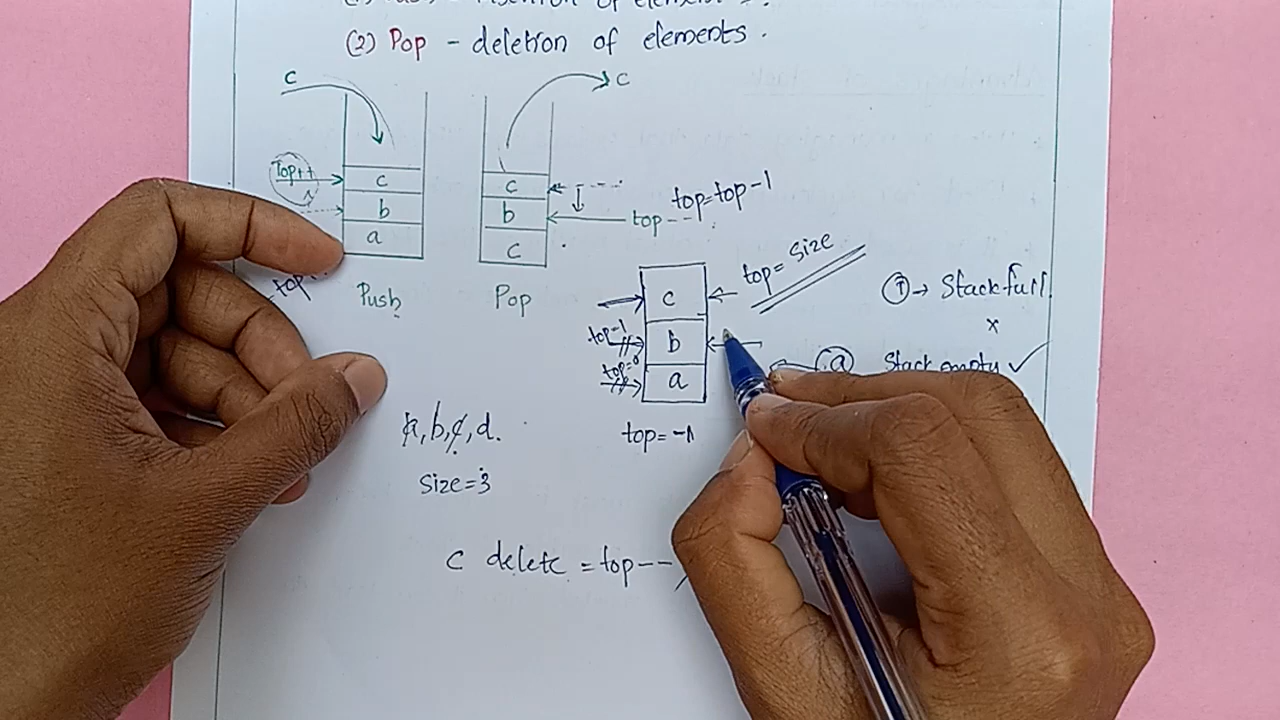 (2) Pop - deletion of elements.
c
c
Top++
c
b
a
c
b
c
top--
top=top-1
top
Push
Pop
top=size
c
b
a
top=1
top=0
top=-1
① → Stack full
x
② Stack empty ✓
a,b,c,d.
Size=3
c delete = top--